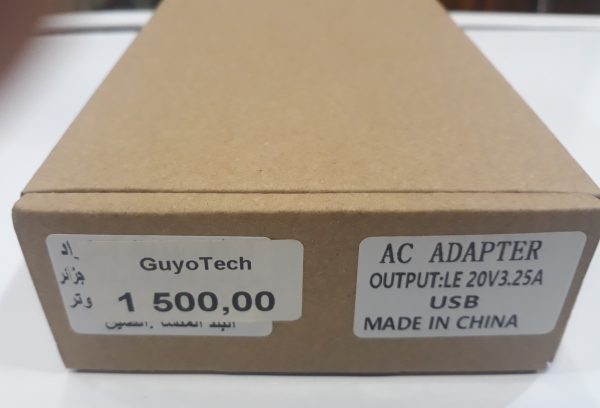 GuyoTech
1 500,00
AC ADAPTER
OUTPUT:LE 20V3.25A
USB
MADE IN CHINA